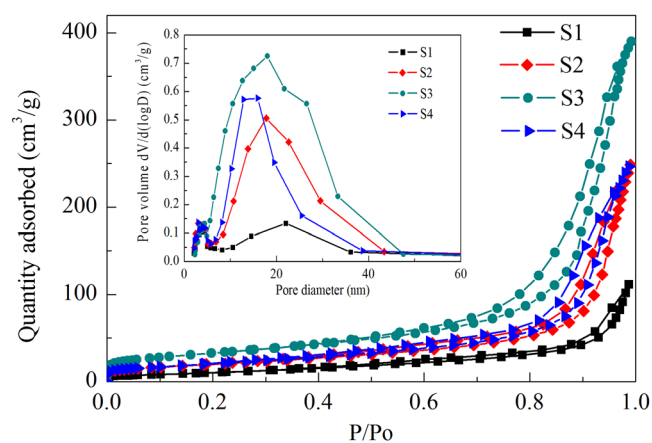 400
300
200
100
0
Quantity adsorbed (cm³/g)
0.0
0.2
0.4
0.6
0.8
1.0
P/Po
S1
S2
S3
S4
0.8
0.7
0.6
0.5
0.4
0.3
0.2
0.1
0.0
Pore volume dV/d((logD)) (cm³/g)
0
20
40
60
Pore diameter (nm)
S1
S2
S3
S4